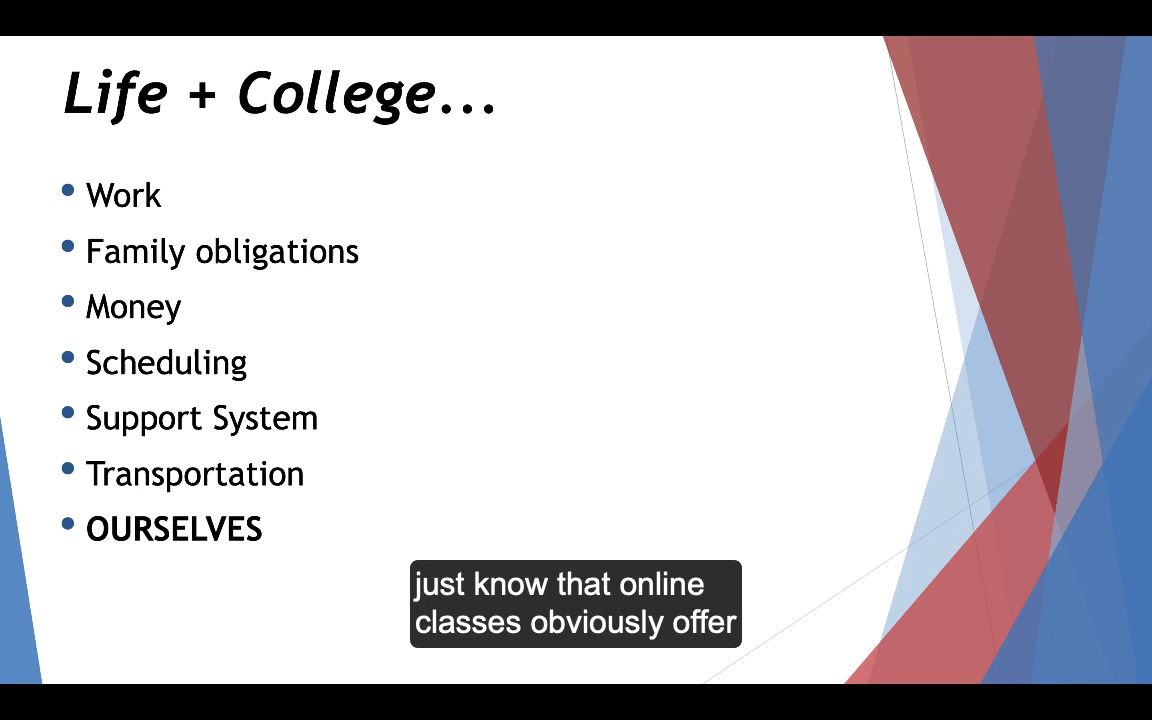 Life + College...
Work
Family obligations
Money
Scheduling
Support System
Transportation
OURSELVES
just know that online
classes obviously offer